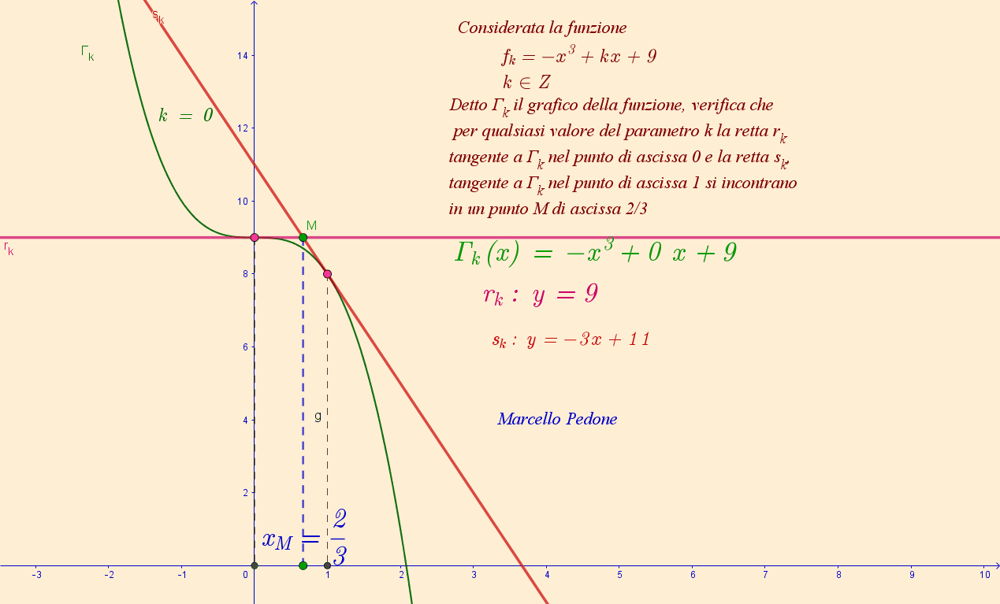 s_k
Γ_k
14
k = 0
12
10
M
r_k
8
6
4
g
2
x_M = 2/3
-3 -2 -1 0 1 2 3 4 5 6 7 8 9 10
Considerata la funzione
f_k = −x³ + kx + 9
k ∈ Z
Detto Γ_k il grafico della funzione, verifica che
per qualsiasi valore del parametro k la retta r_k
tangente a Γ_k nel punto di ascissa 0 e la retta s_k,
tangente a Γ_k nel punto di ascissa 1 si incontrano
in un punto M di ascissa 2/3
Γ_k(x) = −x³ + 0 x + 9
r_k : y = 9
s_k : y = −3x + 11
Marcello Pedone